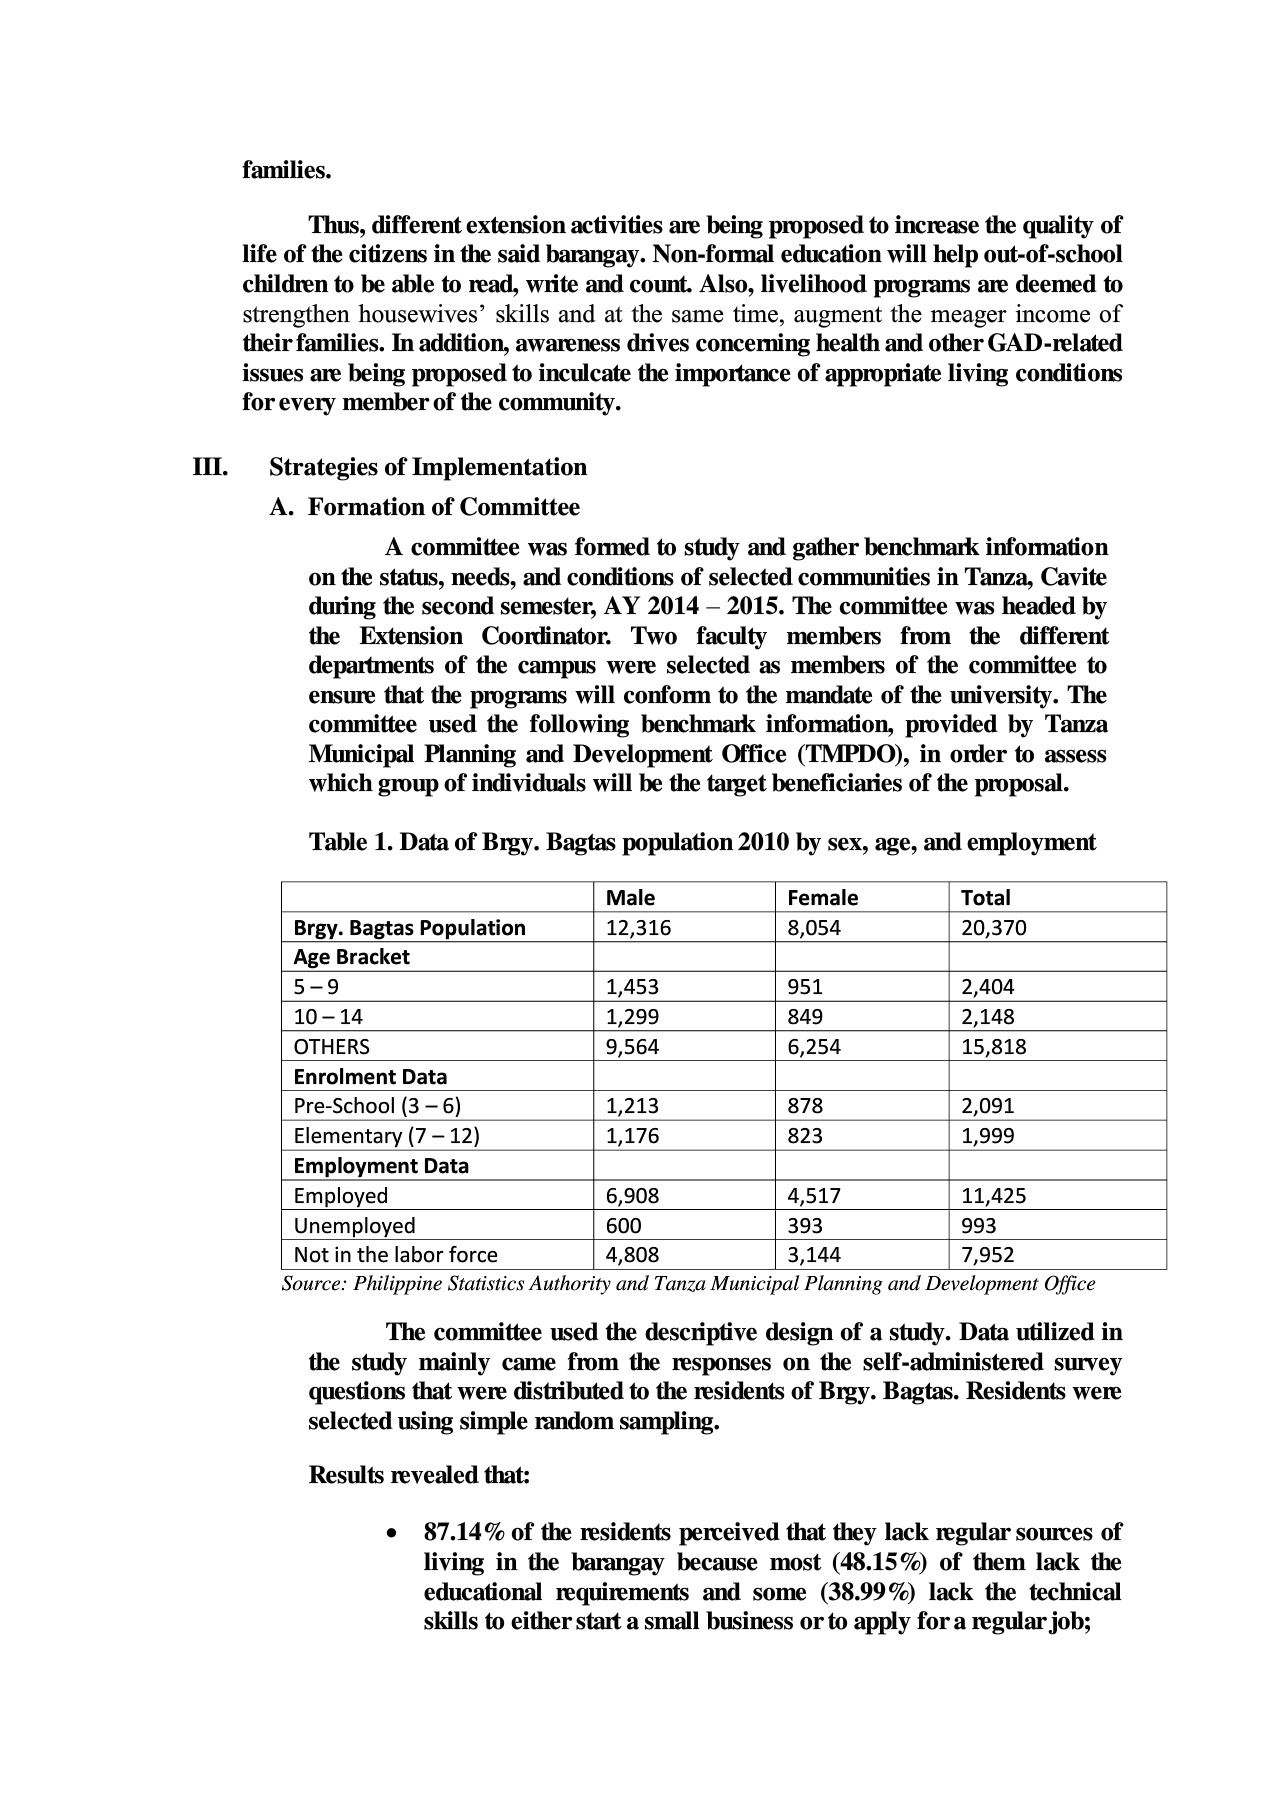 families.
Thus, different extension activities are being proposed to increase the quality of
life of the citizens in the said barangay. Non-formal education will help out-of-school
children to be able to read, write and count. Also, livelihood programs are deemed to
strengthen housewives’ skills and at the same time, augment the meager income of
their families. In addition, awareness drives concerning health and other GAD-related
issues are being proposed to inculcate the importance of appropriate living conditions
for every member of the community.
III. Strategies of Implementation
A. Formation of Committee
A committee was formed to study and gather benchmark information
on the status, needs, and conditions of selected communities in Tanza, Cavite
during the second semester, AY 2014 – 2015. The committee was headed by
the Extension Coordinator. Two faculty members from the different
departments of the campus were selected as members of the committee to
ensure that the programs will conform to the mandate of the university. The
committee used the following benchmark information, provided by Tanza
Municipal Planning and Development Office (TMPDO), in order to assess
which group of individuals will be the target beneficiaries of the proposal.
Table 1. Data of Brgy. Bagtas population 2010 by sex, age, and employment
Male Female Total
Brgy. Bagtas Population 12,316 8,054 20,370
Age Bracket
5 – 9 1,453 951 2,404
10 – 14 1,299 849 2,148
OTHERS 9,564 6,254 15,818
Enrolment Data
Pre-School (3 – 6) 1,213 878 2,091
Elementary (7 – 12) 1,176 823 1,999
Employment Data
Employed 6,908 4,517 11,425
Unemployed 600 393 993
Not in the labor force 4,808 3,144 7,952
Source: Philippine Statistics Authority and Tanza Municipal Planning and Development Office
The committee used the descriptive design of a study. Data utilized in
the study mainly came from the responses on the self-administered survey
questions that were distributed to the residents of Brgy. Bagtas. Residents were
selected using simple random sampling.
Results revealed that:
• 87.14% of the residents perceived that they lack regular sources of
living in the barangay because most (48.15%) of them lack the
educational requirements and some (38.99%) lack the technical
skills to either start a small business or to apply for a regular job;